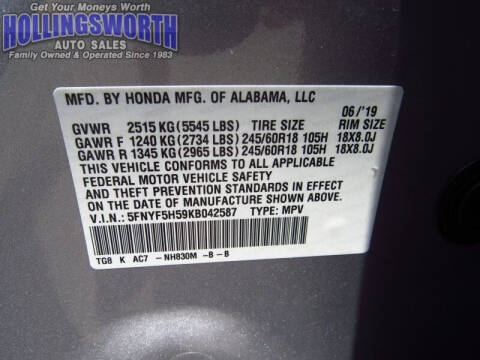 Get Your Moneys Worth
HOLLINGSWORTH
AUTO SALES
Family Owned & Operated Since 1983
MFD. BY HONDA MFG. OF ALABAMA, LLC
06/'19
GVWR 2515 KG (5545 LBS) TIRE SIZE RIM SIZE
GAWR F 1240 KG (2734 LBS) 245/60R18 105H 18X8.0J
GAWR R 1345 KG (2965 LBS) 245/60R18 105H 18X8.0J
THIS VEHICLE CONFORMS TO ALL APPLICABLE
FEDERAL MOTOR VEHICLE SAFETY
AND THEFT PREVENTION STANDARDS IN EFFECT
ON THE DATE OF MANUFACTURE SHOWN ABOVE.
V.I.N.: 5FNYF5H59KB042587 TYPE: MPV
TG8 K AC7 -NH830M -B-B